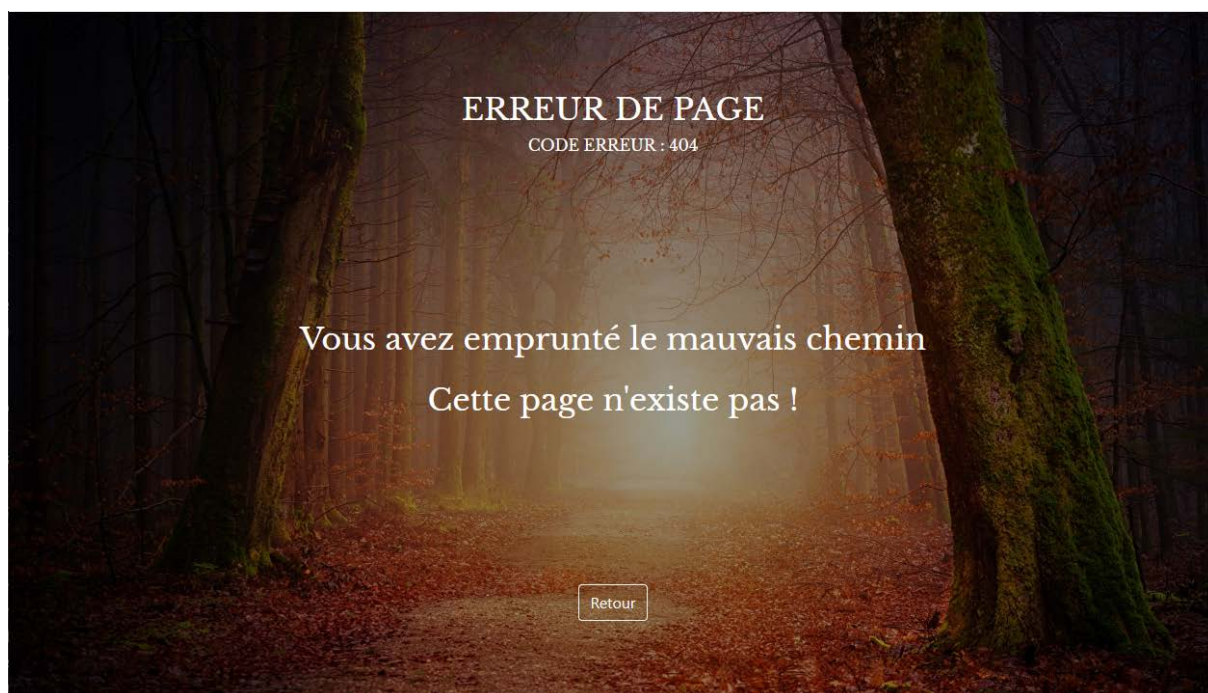 ERREUR DE PAGE
CODE ERREUR : 404
Vous avez emprunté le mauvais chemin
Cette page n'existe pas !
Retour